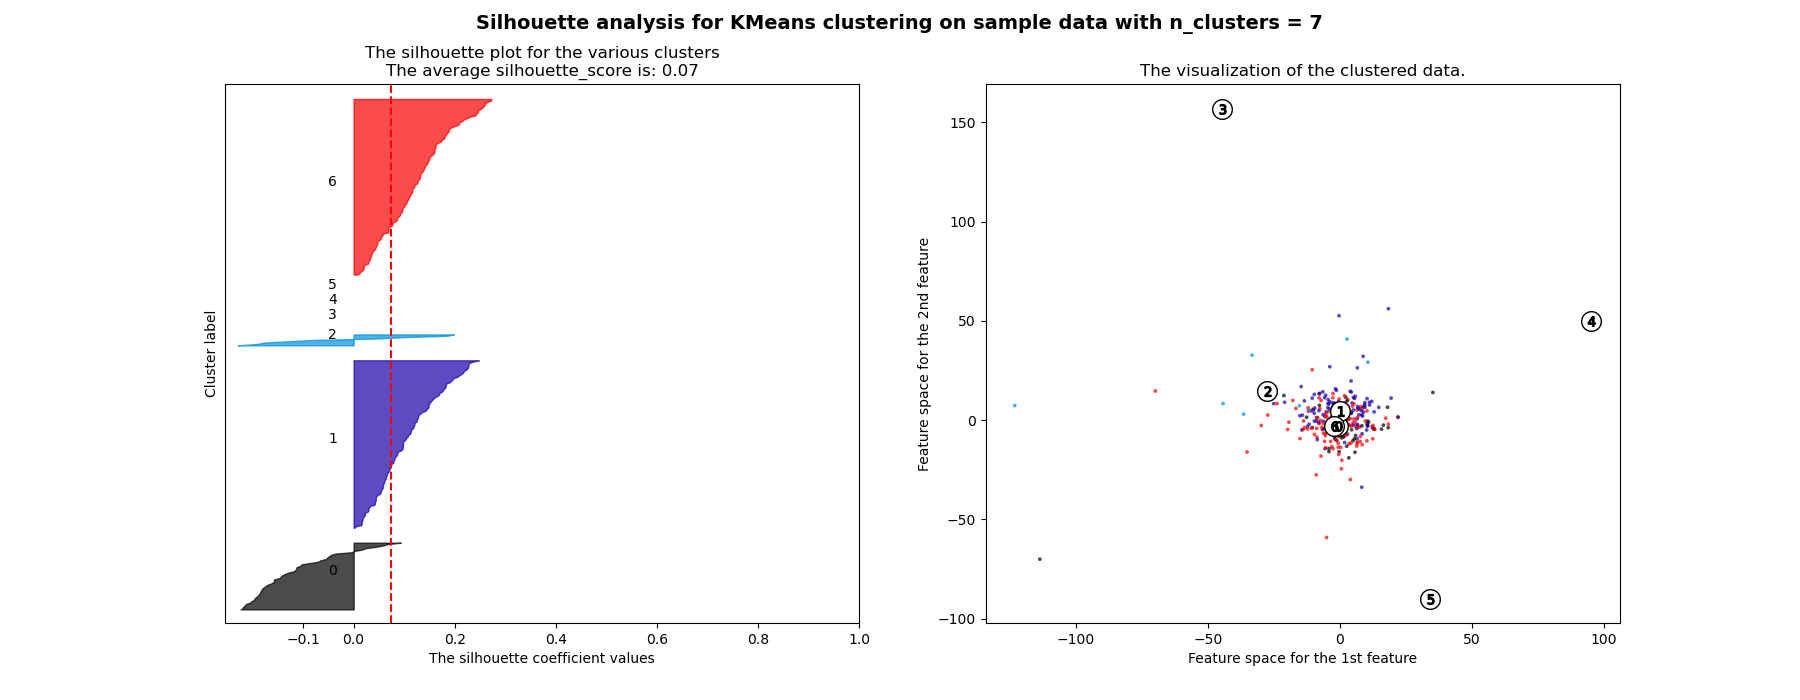 Silhouette analysis for KMeans clustering on sample data with n_clusters = 7
The silhouette plot for the various clusters
The average silhouette_score is: 0.07
6
5
4
3
2
1
0
Cluster label
−0.1 0.0 0.2 0.4 0.6 0.8 1.0
The silhouette coefficient values
The visualization of the clustered data.
150
100
50
0
−50
−100
Feature space for the 2nd feature
3
4
2
1
6 0
5
−100 −50 0 50 100
Feature space for the 1st feature